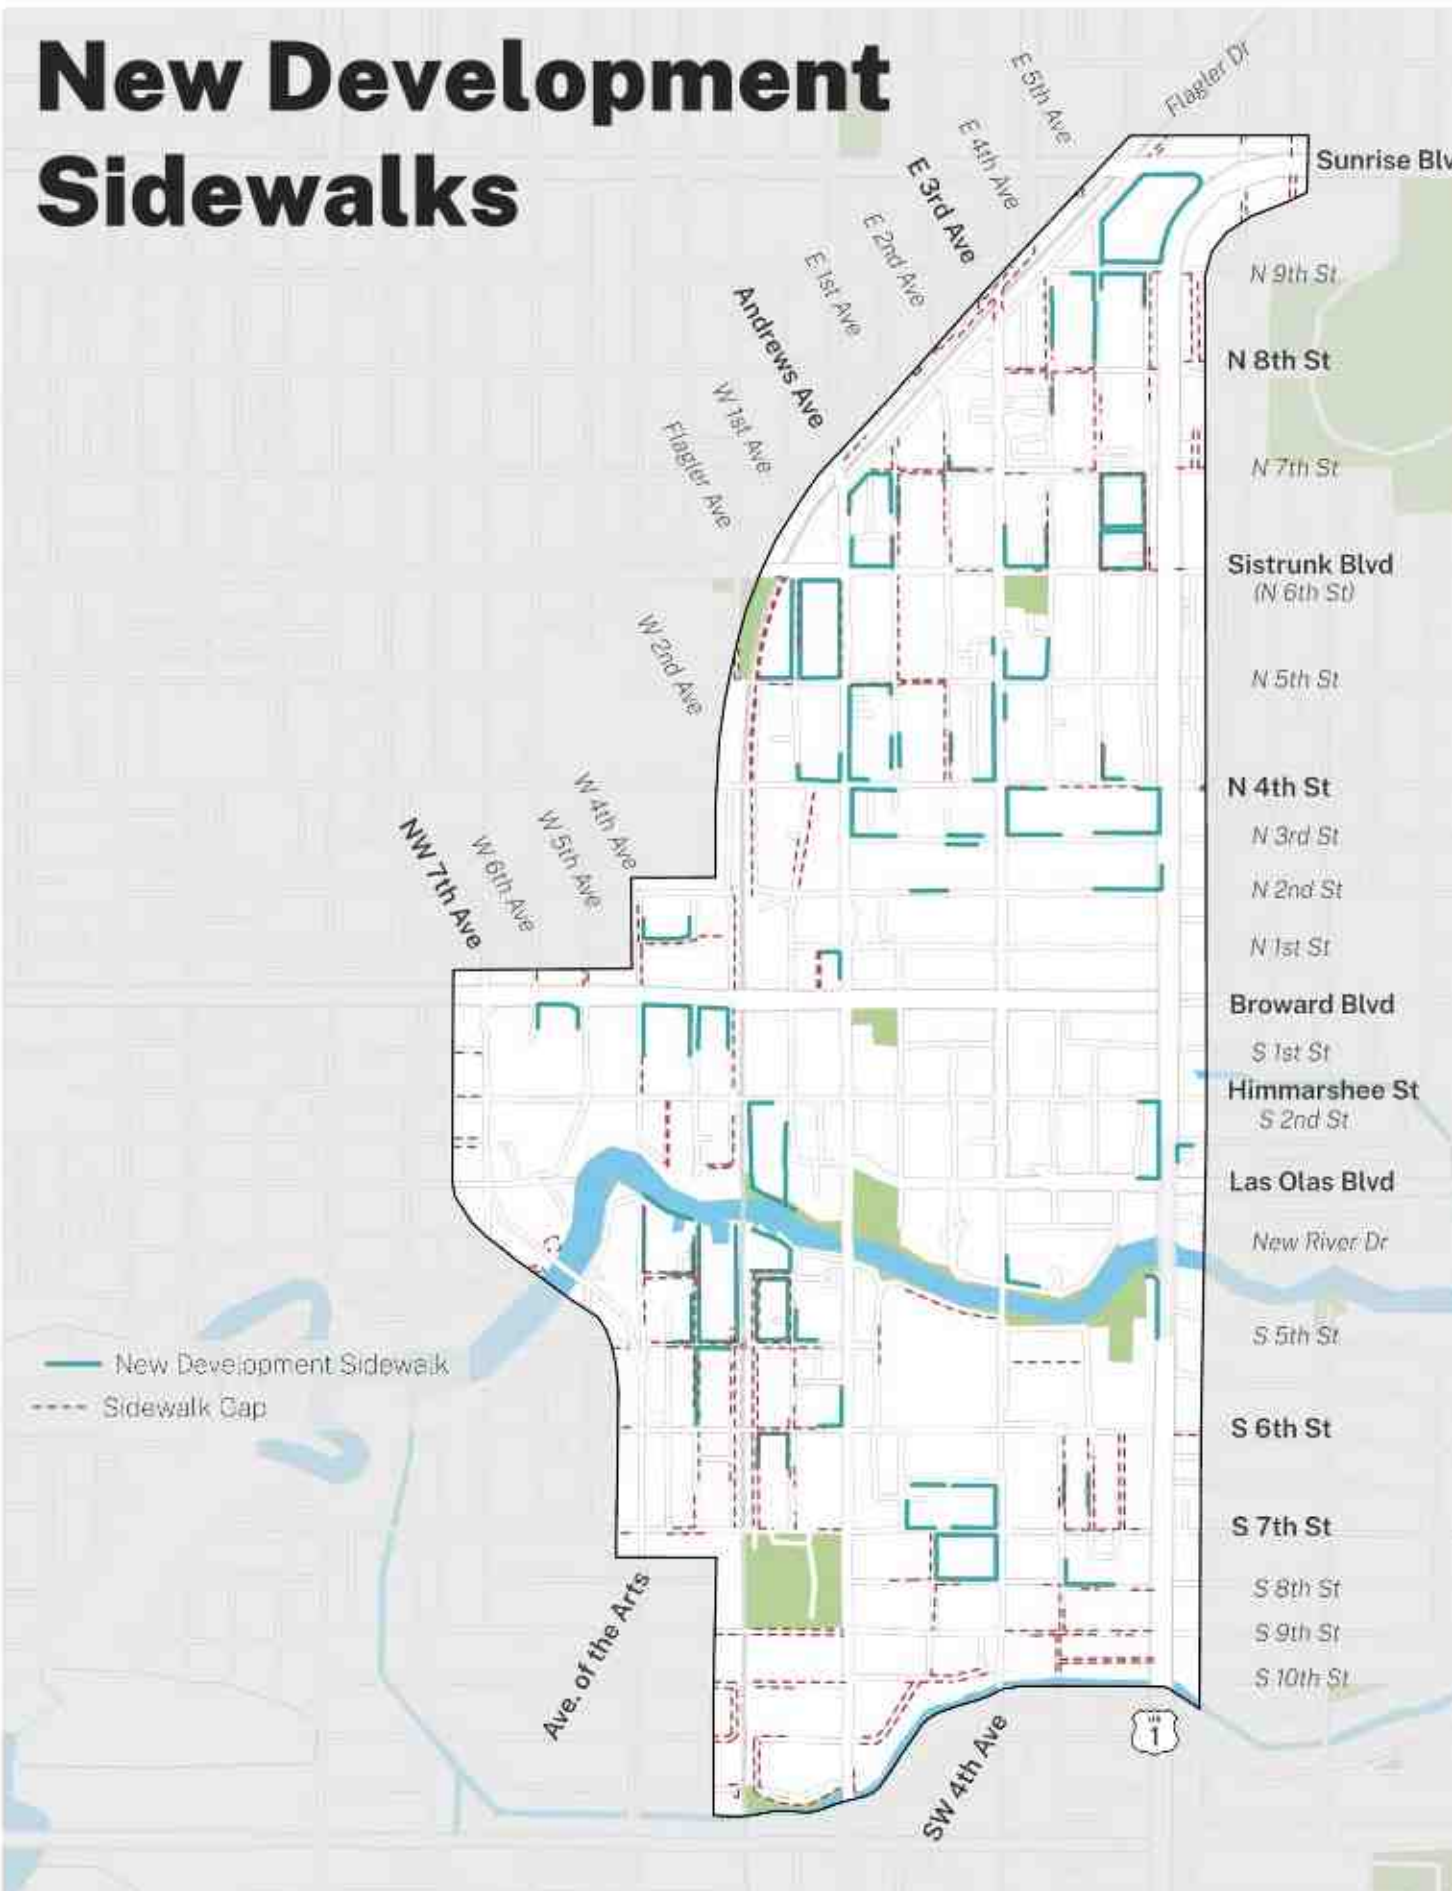 New Development
Sidewalks
E 5th Ave
Flagler Dr
E 4th Ave
E 3rd Ave
E 2nd Ave
E 1st Ave
Andrews Ave
W 1st Ave
Flagler Ave
W 2nd Ave
W 4th Ave
W 5th Ave
W 6th Ave
NW 7th Ave
Sunrise Blv
N 9th St
N 8th St
N 7th St
Sistrunk Blvd
(N 6th St)
N 5th St
N 4th St
N 3rd St
N 2nd St
N 1st St
Broward Blvd
S 1st St
Himmarshee St
S 2nd St
Las Olas Blvd
New River Dr
S 5th St
S 6th St
S 7th St
S 8th St
S 9th St
S 10th St
New Development Sidewalk
Sidewalk Gap
Ave. of the Arts
SW 4th Ave
US
1